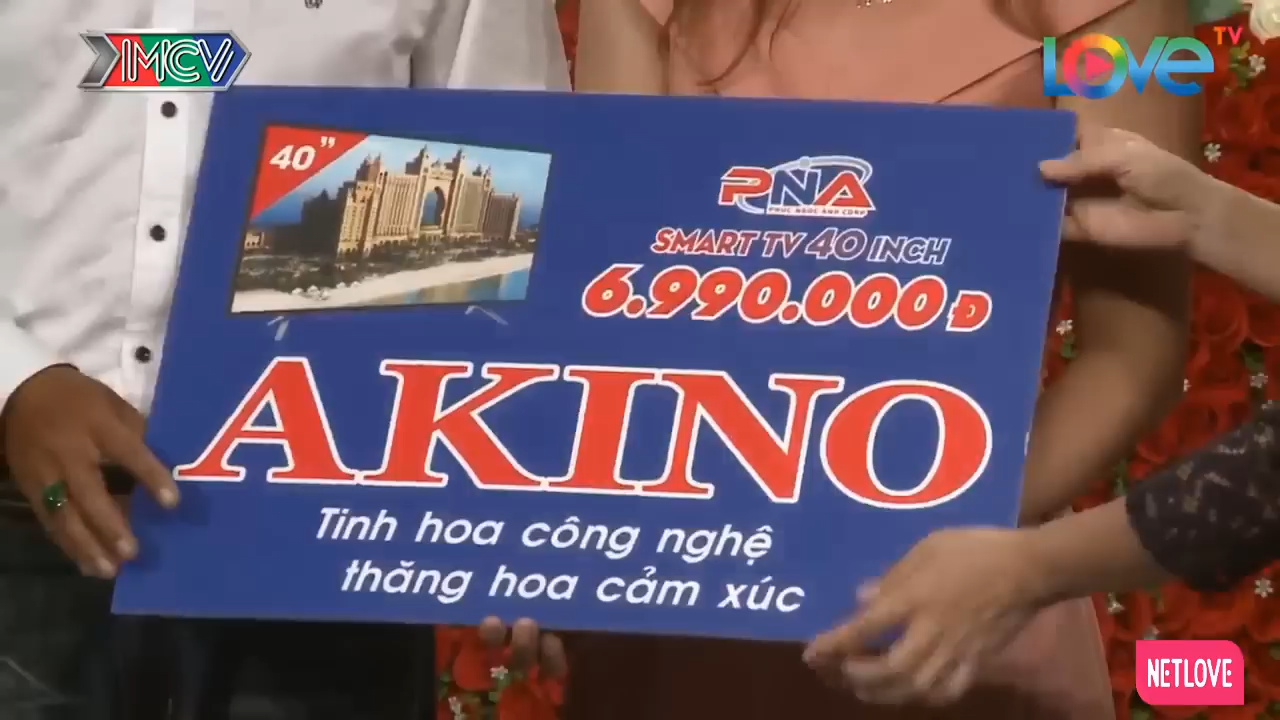 MCV
LOVE TV
40"
PNA
PHUC NGOC ANH CORP
SMART TV 40 INCH
6.990.000 Đ
AKINO
Tinh hoa công nghệ
thăng hoa cảm xúc
NETLOVE